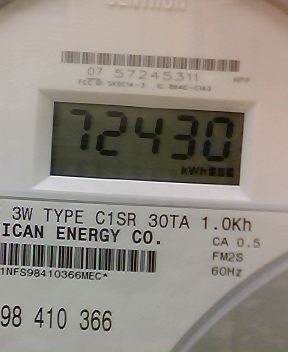 07 57245311
72430
kWh
3W TYPE C1SR 30TA 1.0Kh
ICAN ENERGY CO.
CA 0.5
FM2S
60Hz
1NFS98410366MEC*
98 410 366